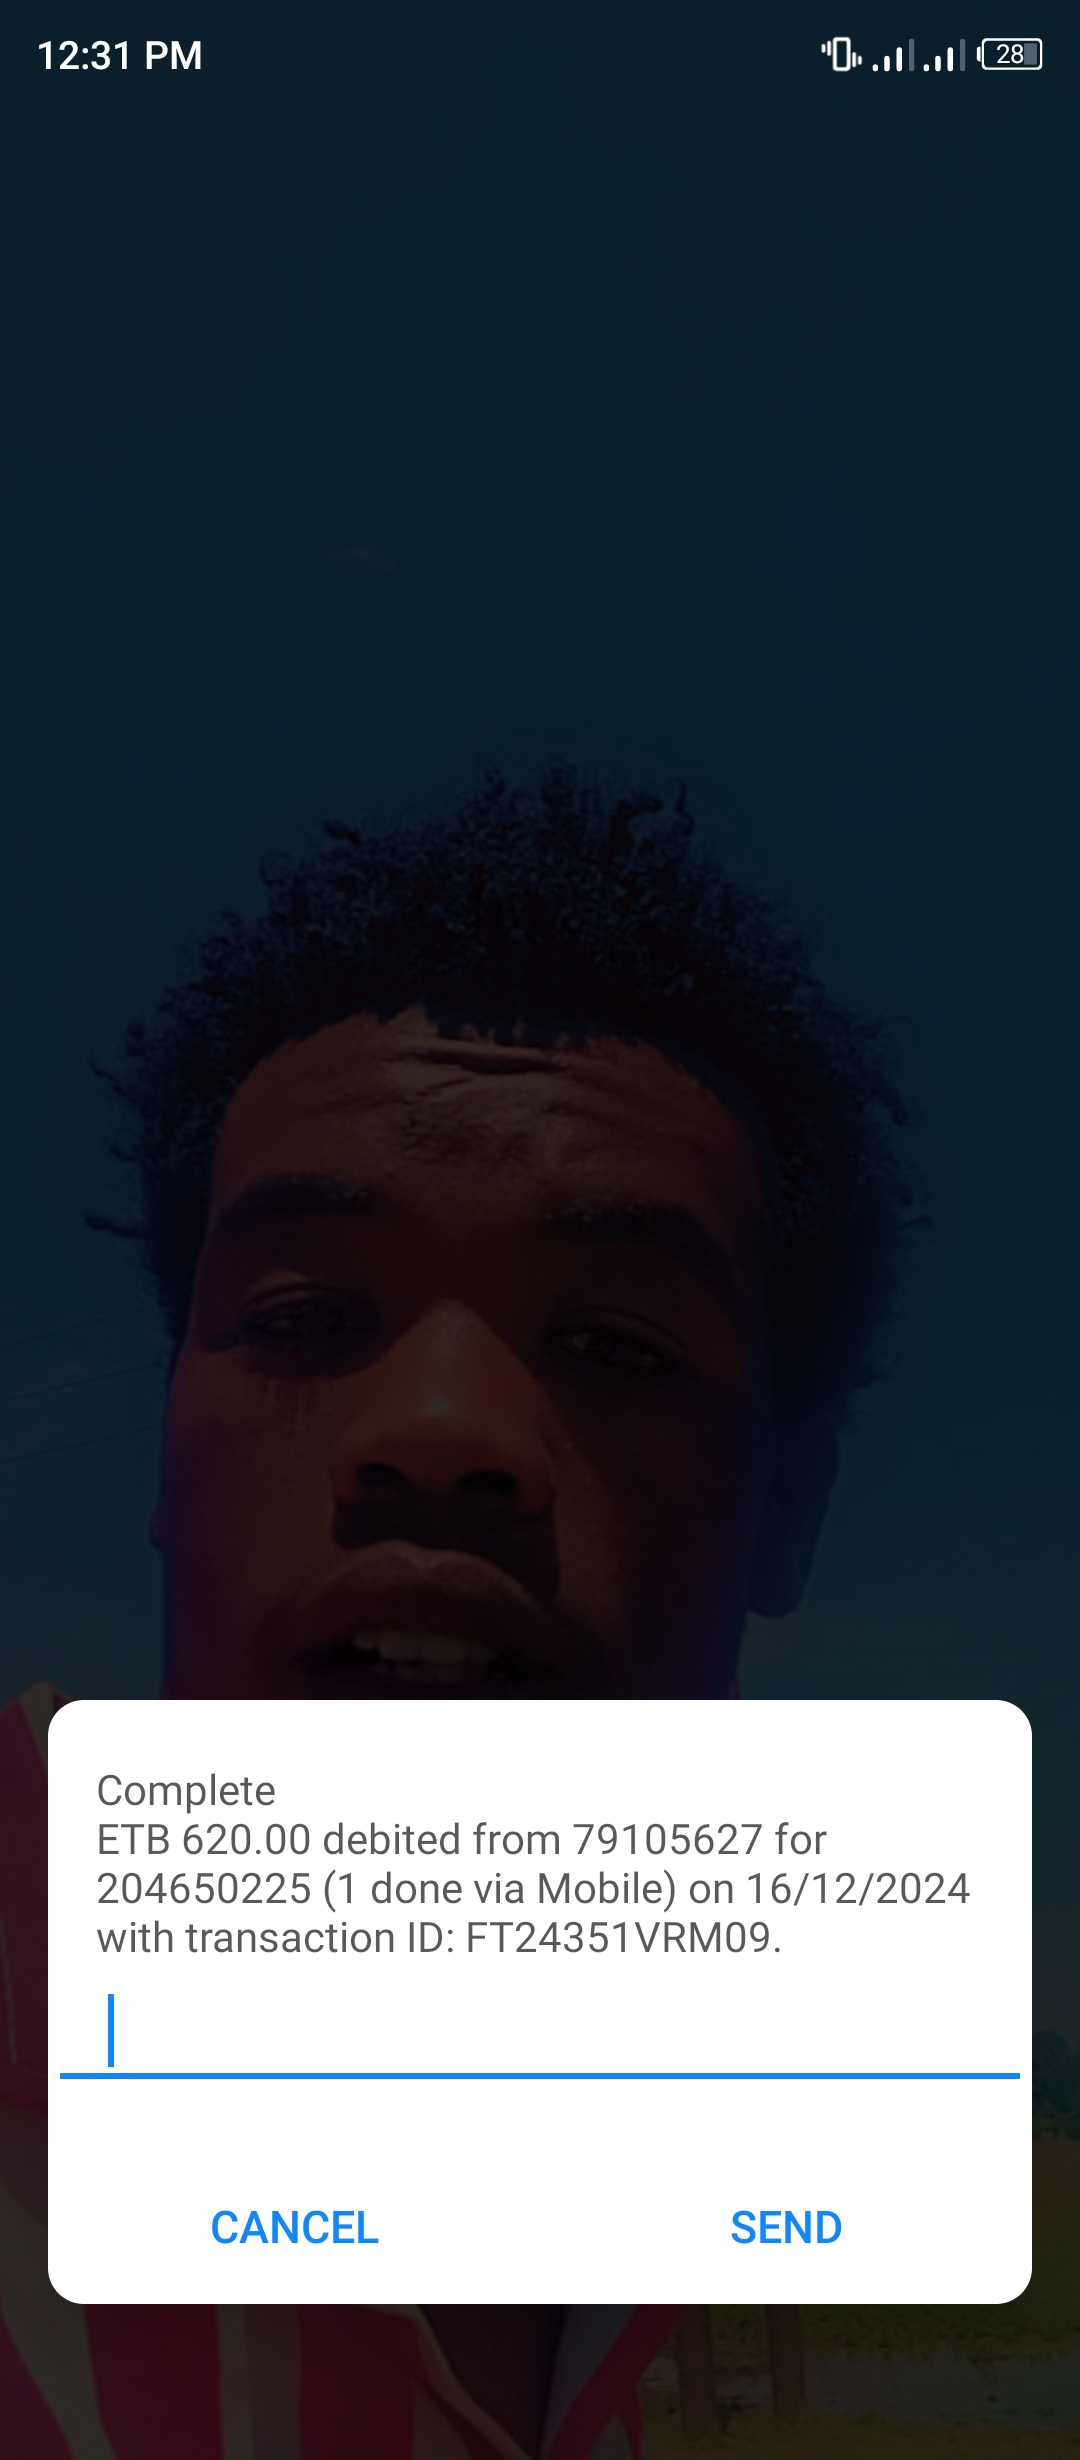 12:31 PM
28
Complete
ETB 620.00 debited from 79105627 for
204650225 (1 done via Mobile) on 16/12/2024
with transaction ID: FT24351VRM09.
CANCEL
SEND